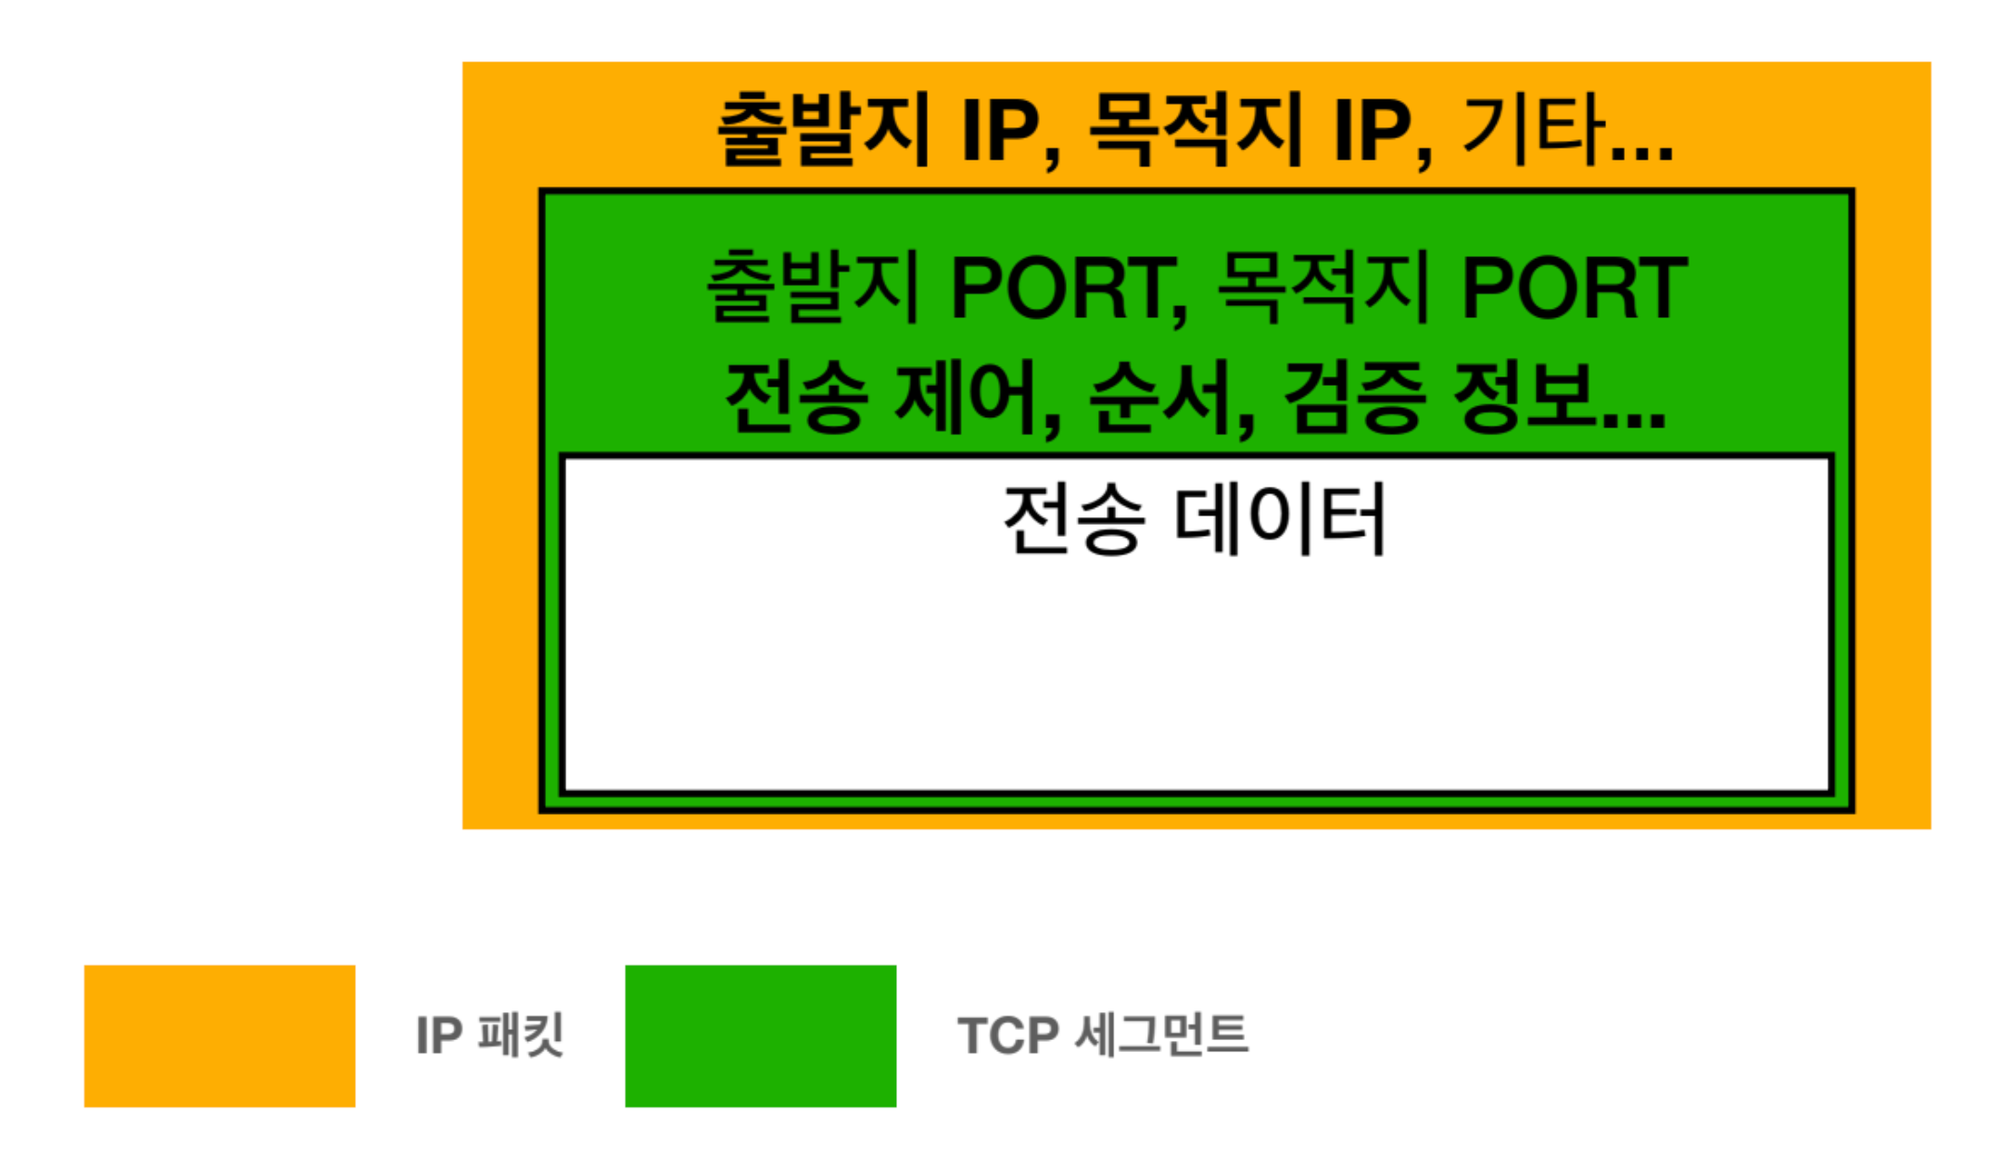 출발지 IP, 목적지 IP, 기타...
출발지 PORT, 목적지 PORT
전송 제어, 순서, 검증 정보...
전송 데이터
IP 패킷
TCP 세그먼트